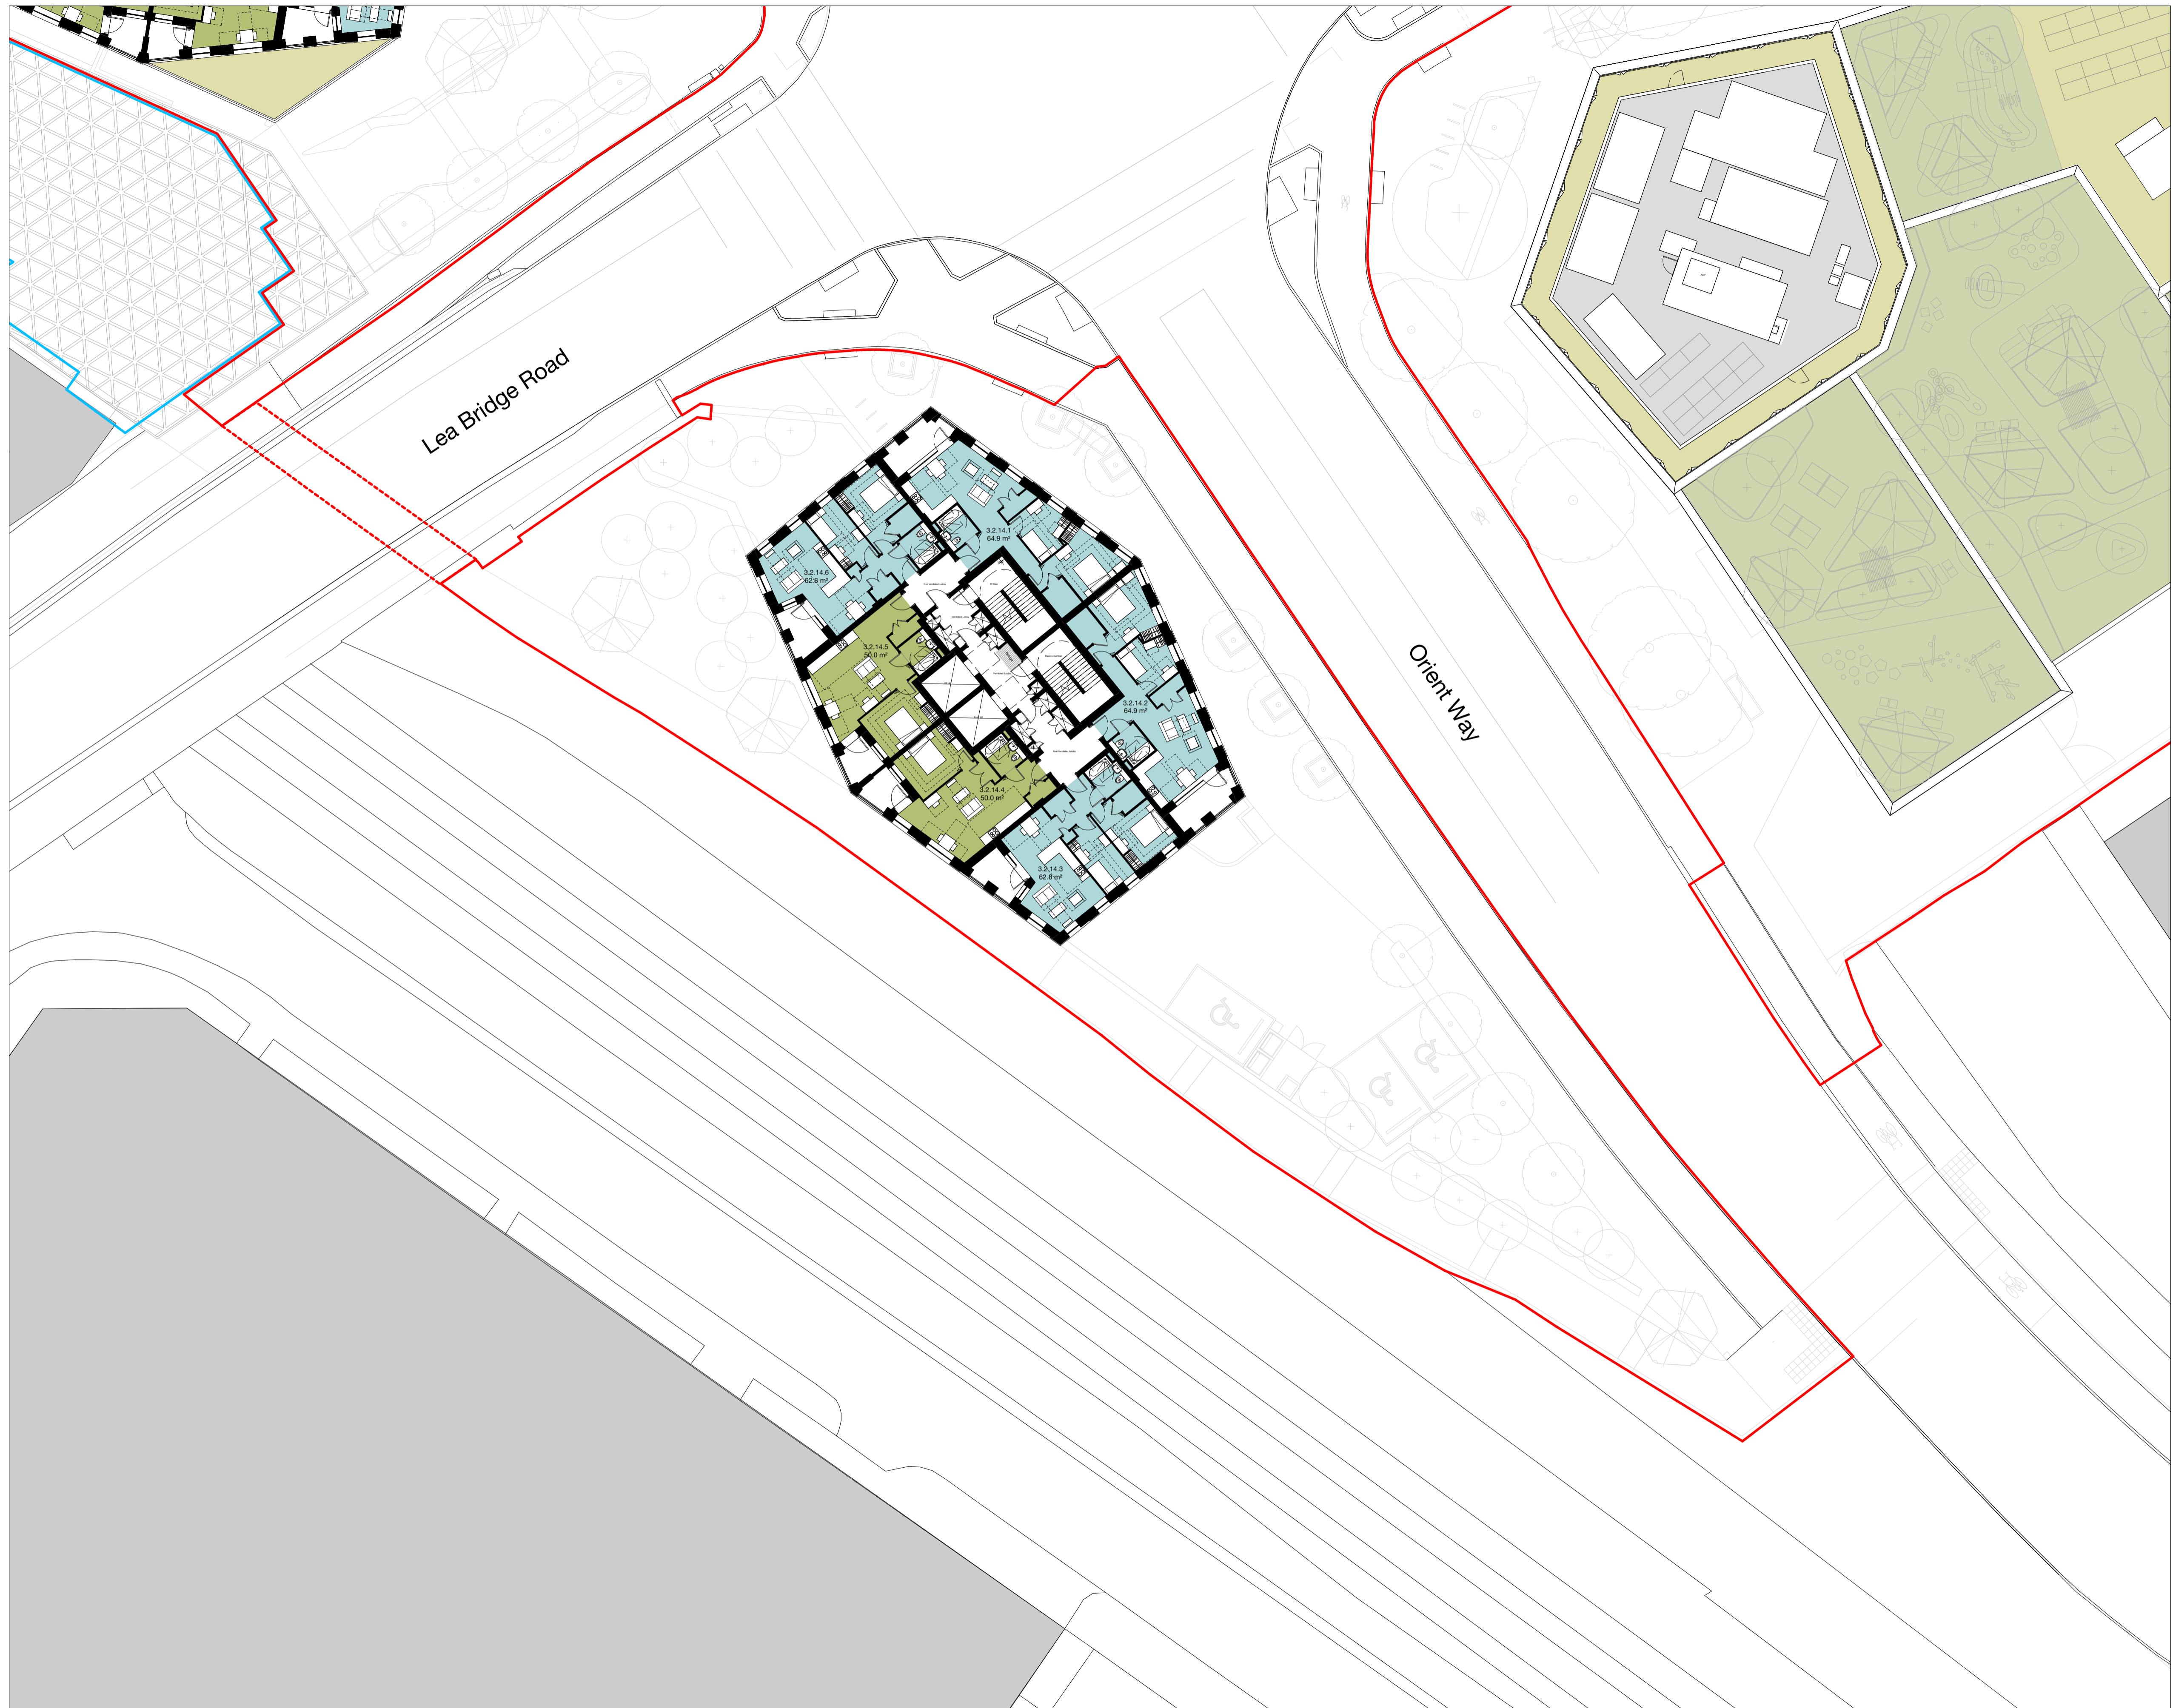 Lea Bridge Road
3.2.14.1
64.9 m²
3.2.14.6
62.8 m²
3.2.14.5
50.0 m²
Orient Way
3.2.14.2
64.9 m²
3.2.14.4
50.0 m²
3.2.14.3
62.8 m²